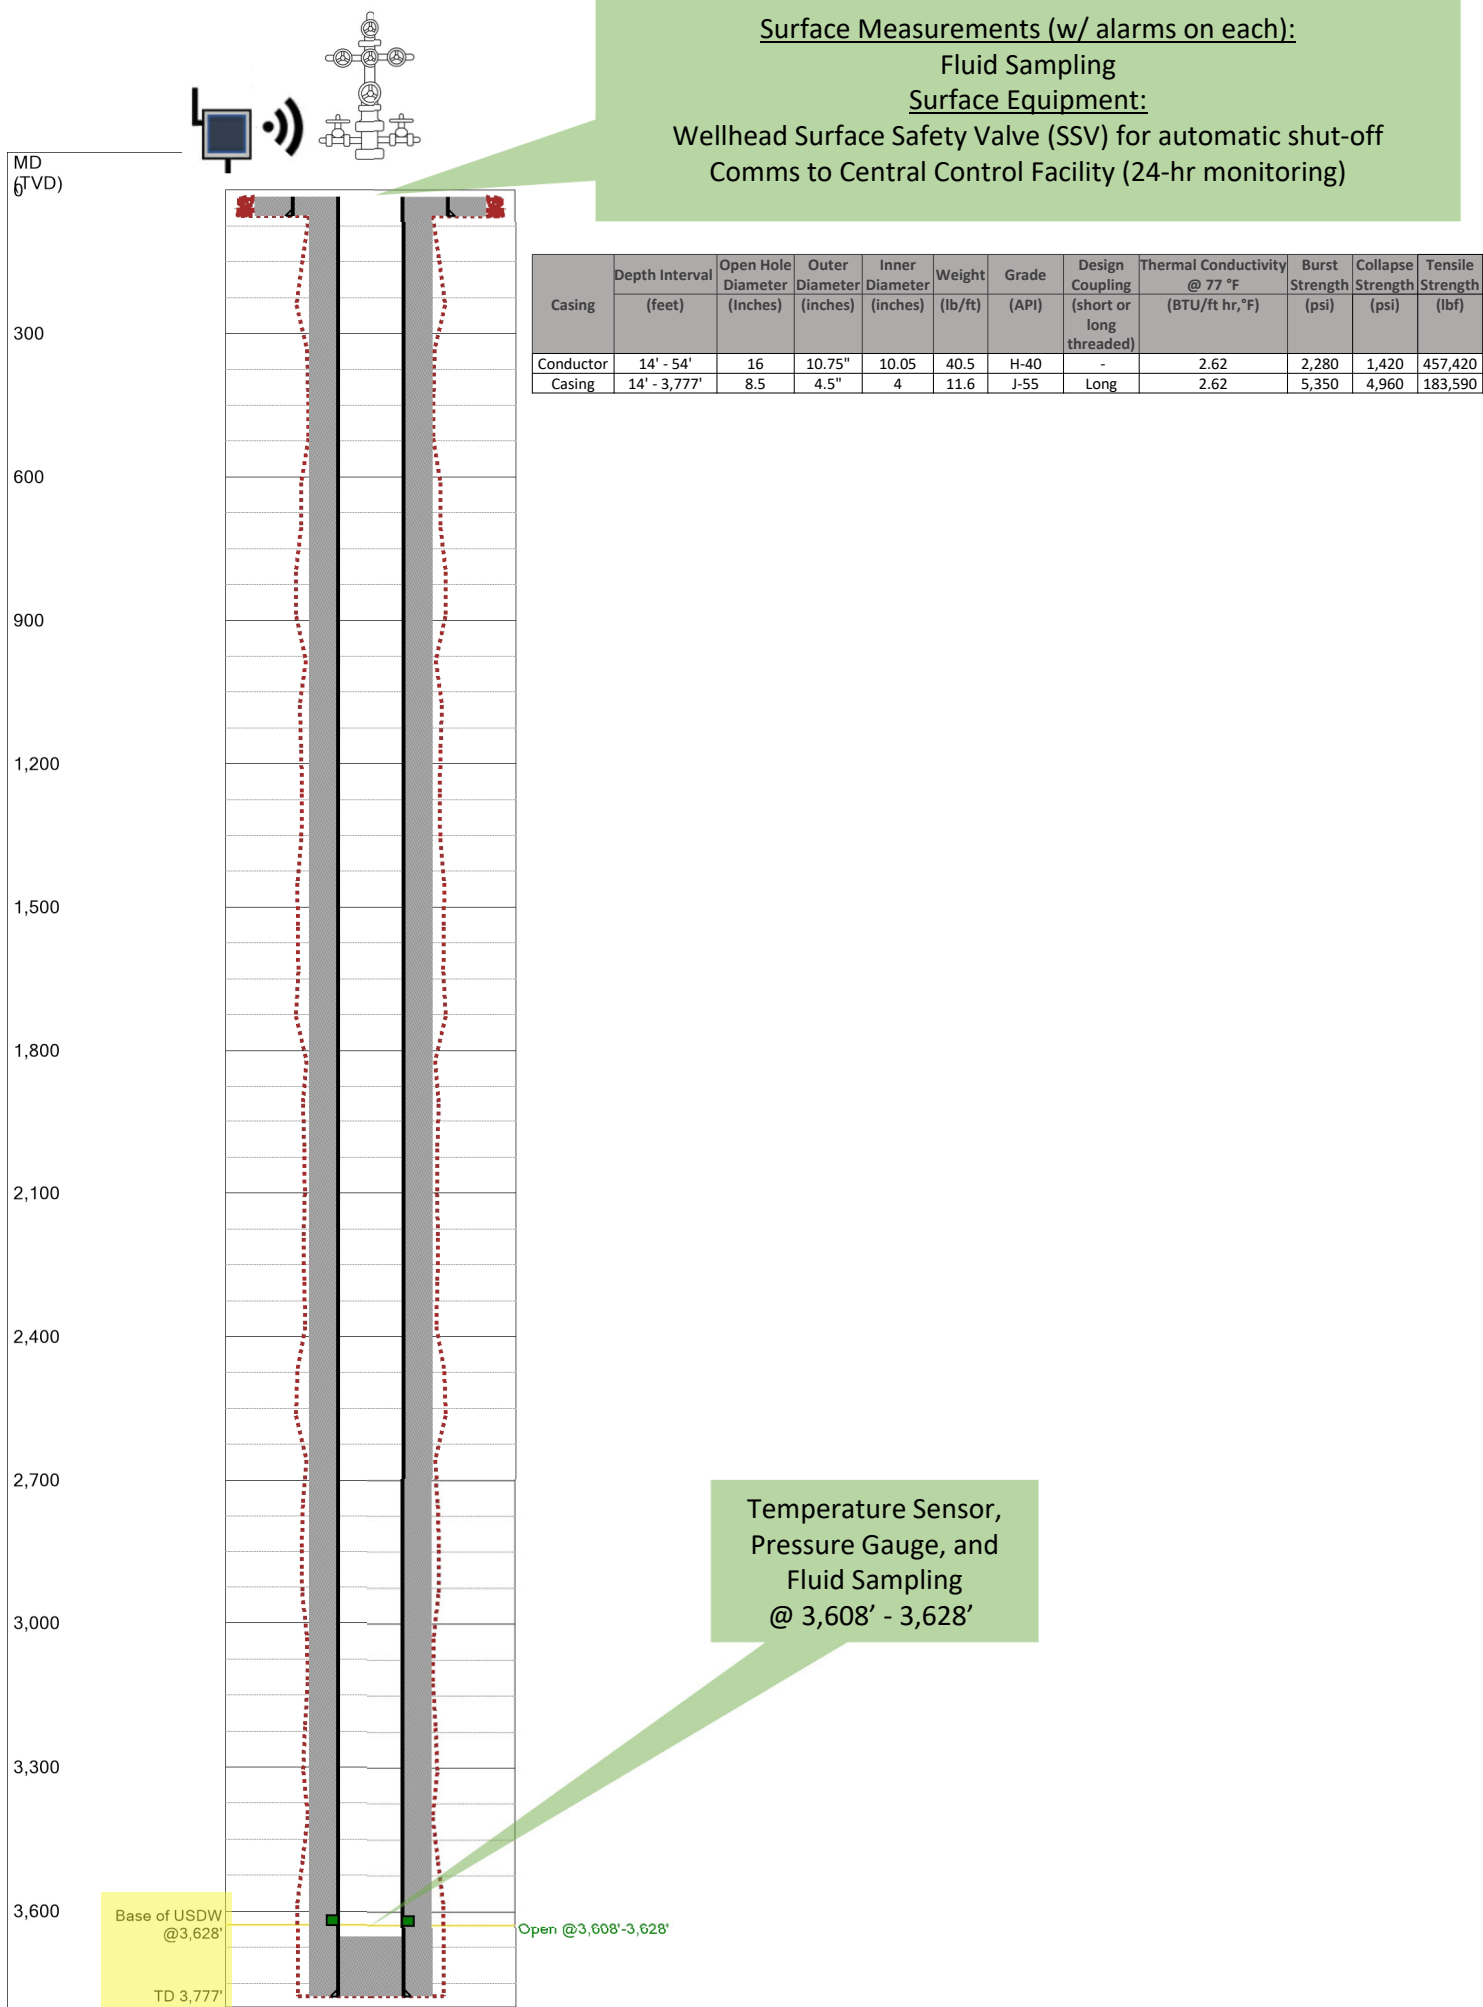 Surface Measurements (w/ alarms on each):
Fluid Sampling
Surface Equipment:
Wellhead Surface Safety Valve (SSV) for automatic shut-off
Comms to Central Control Facility (24-hr monitoring)
MD
(TVD)
0
Casing Depth Interval Open Hole Diameter Outer Diameter Inner Diameter Weight Grade Design Coupling Thermal Conductivity @ 77 °F Burst Strength Collapse Strength Tensile Strength
(feet) (Inches) (inches) (inches) (lb/ft) (API) (short or long threaded) (BTU/ft hr,°F) (psi) (psi) (lbf)
Conductor 14' - 54' 16 10.75" 10.05 40.5 H-40 - 2.62 2,280 1,420 457,420
Casing 14' - 3,777' 8.5 4.5" 4 11.6 J-55 Long 2.62 5,350 4,960 183,590
300
600
900
1,200
1,500
1,800
2,100
2,400
2,700
Temperature Sensor,
Pressure Gauge, and
Fluid Sampling
@ 3,608’ - 3,628’
3,000
3,300
3,600
Base of USDW
@3,628'
Open @3,608'-3,628'
TD 3,777'